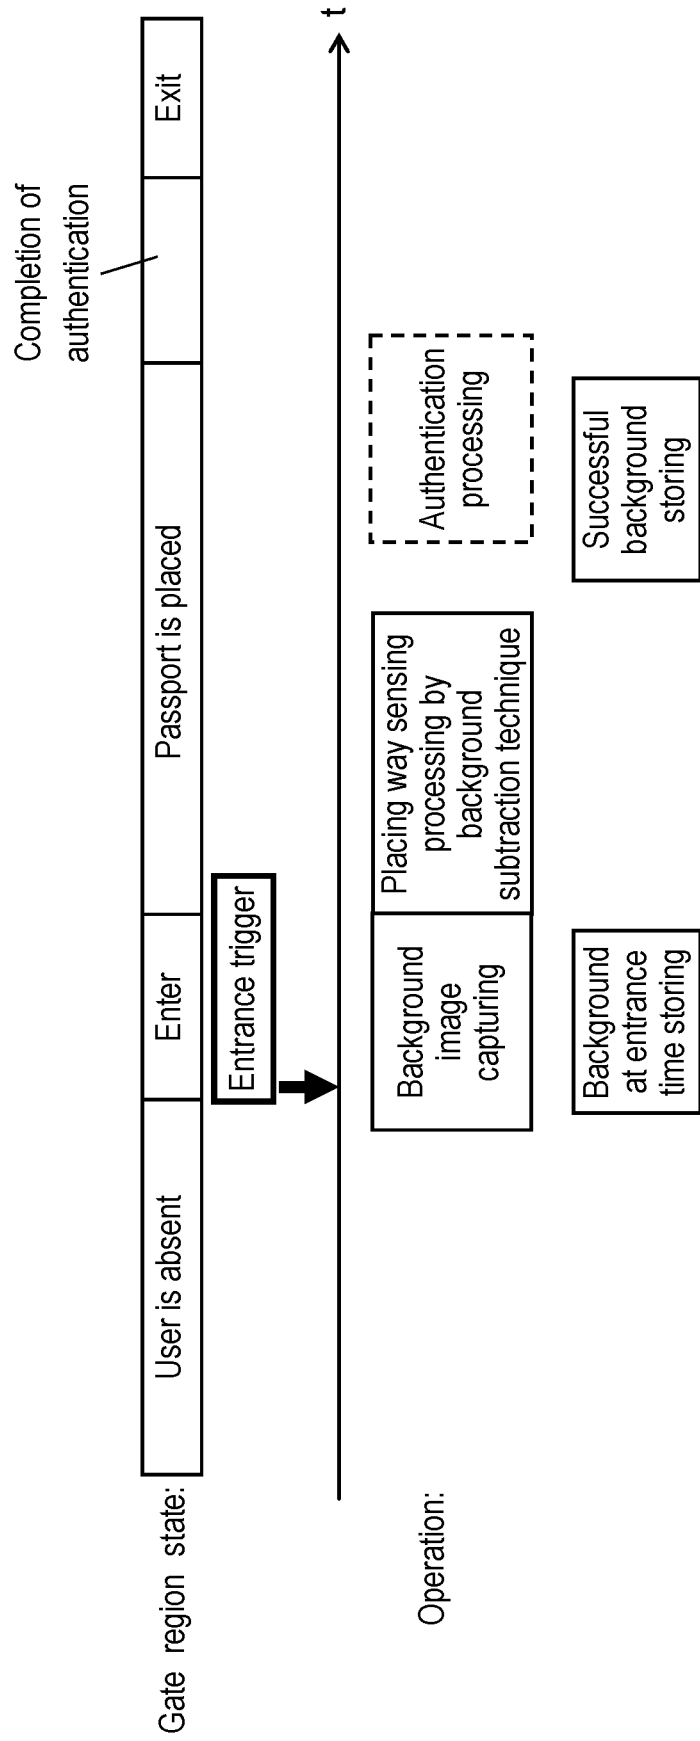 Completion of
authentication
Gate region state:
User is absent
Enter
Passport is placed
Exit
Entrance trigger
t
Operation:
Background
image
capturing
Placing way sensing
processing by
background
subtraction technique
Authentication
processing
Background
at entrance
time storing
Successful
background
storing